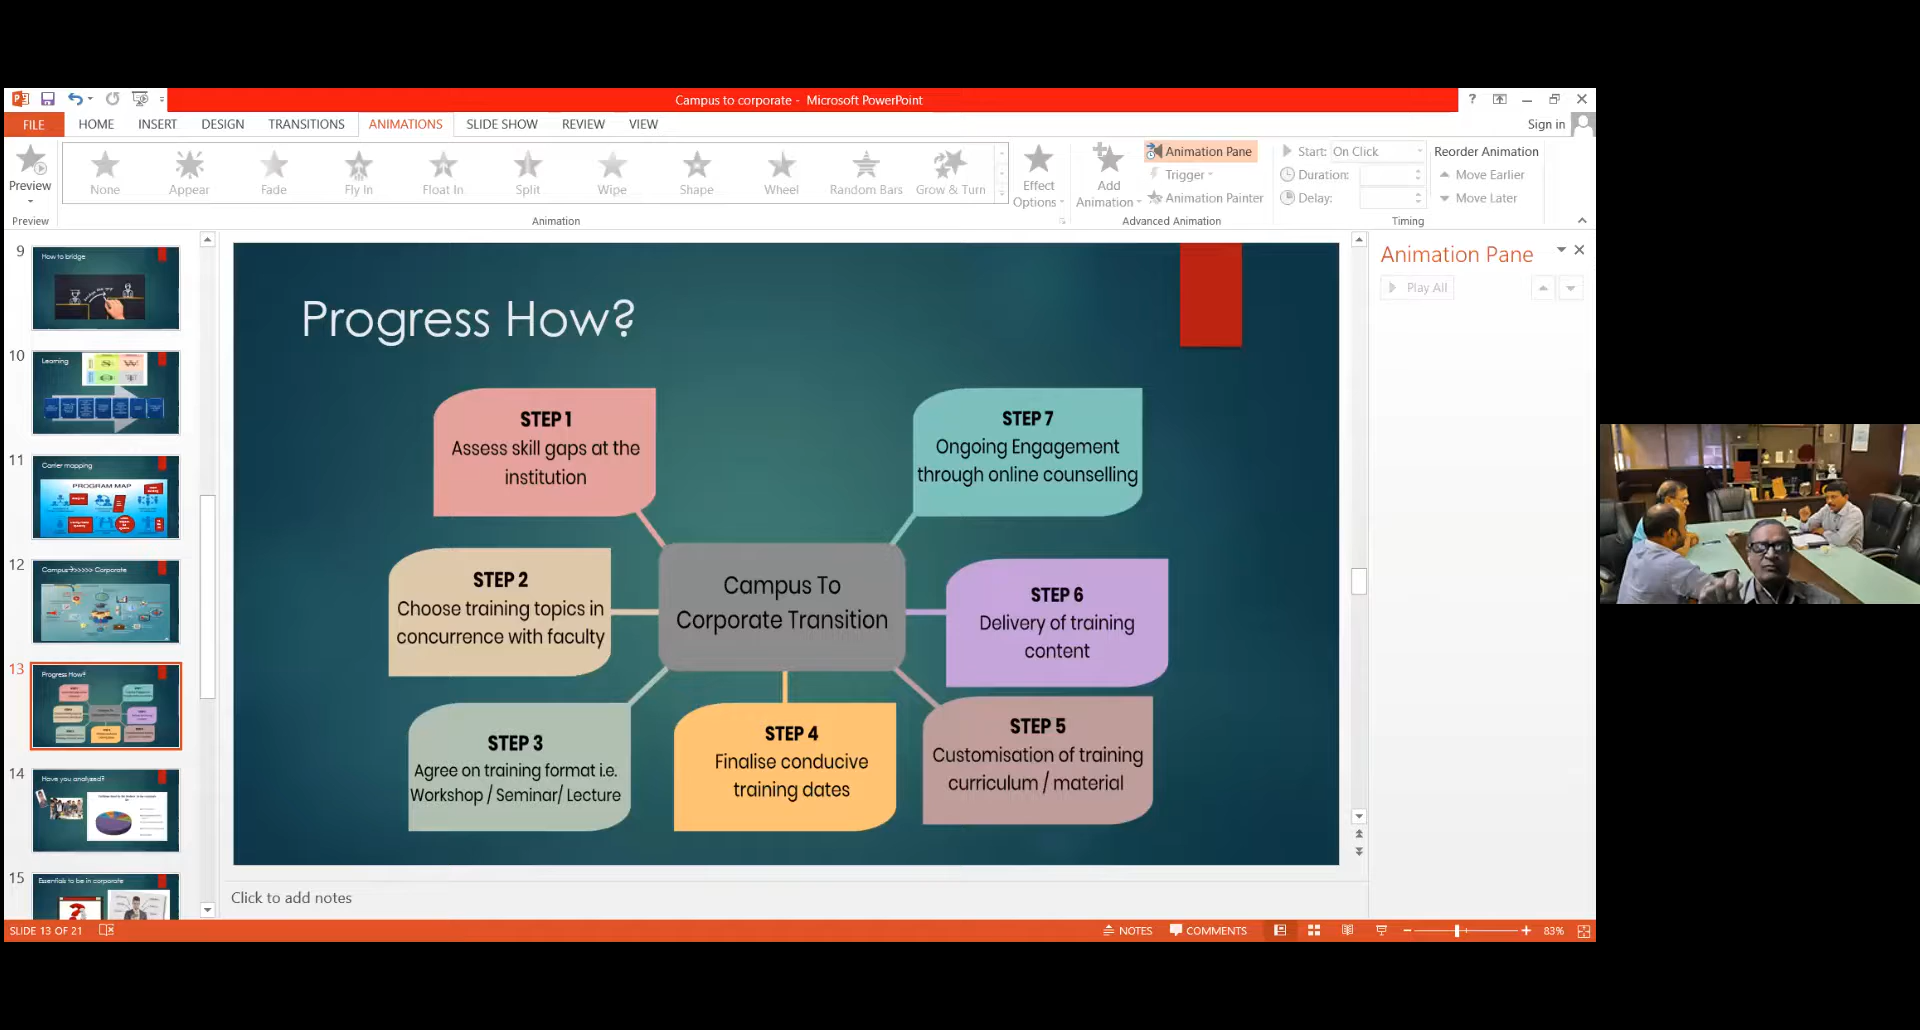 Campus to corporate - Microsoft PowerPoint
?
FILE HOME INSERT DESIGN TRANSITIONS ANIMATIONS SLIDE SHOW REVIEW VIEW
Sign in
Preview
Preview
None Appear Fade Fly In Float In Split Wipe Shape Wheel Random Bars Grow & Turn
Animation
Effect
Options
Add
Animation
Animation Pane
Trigger
Animation Painter
Advanced Animation
Start: On Click
Duration:
Delay:
Timing
Reorder Animation
Move Earlier
Move Later
9
How to bridge
10
Learning
11
Carrier mapping
PROGRAM MAP
12
Campus>>>>> Corporate
13
Progress How?
14
Have you analyzed?
15
Essentials to be in corporate
Progress How?
STEP 1
Assess skill gaps at the
institution
STEP 2
Choose training topics in
concurrence with faculty
STEP 3
Agree on training format i.e.
Workshop / Seminar/ Lecture
STEP 4
Finalise conducive
training dates
STEP 5
Customisation of training
curriculum / material
STEP 6
Delivery of training
content
STEP 7
Ongoing Engagement
through online counselling
Campus To
Corporate Transition
Animation Pane
Play All
Click to add notes
SLIDE 13 OF 21
NOTES COMMENTS 83%